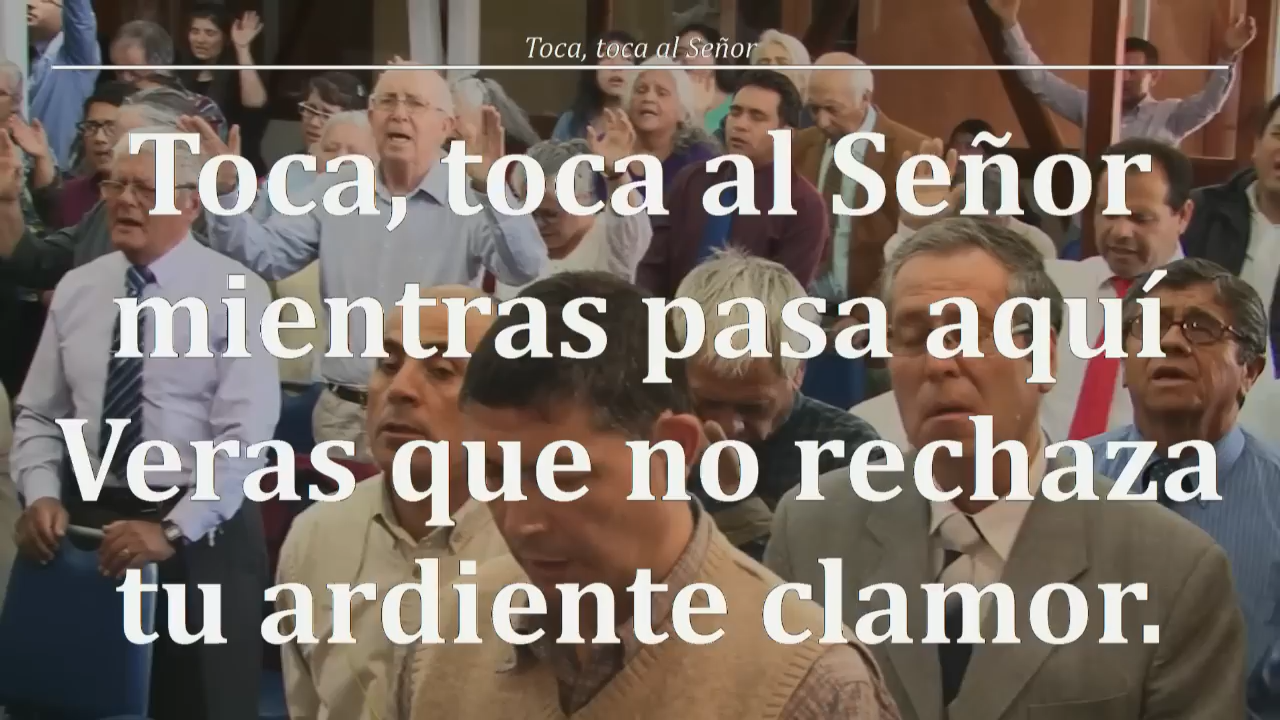 Toca, toca al Señor
Toca, toca al Señor
mientras pasa aquí
Veras que no rechaza
tu ardiente clamor.